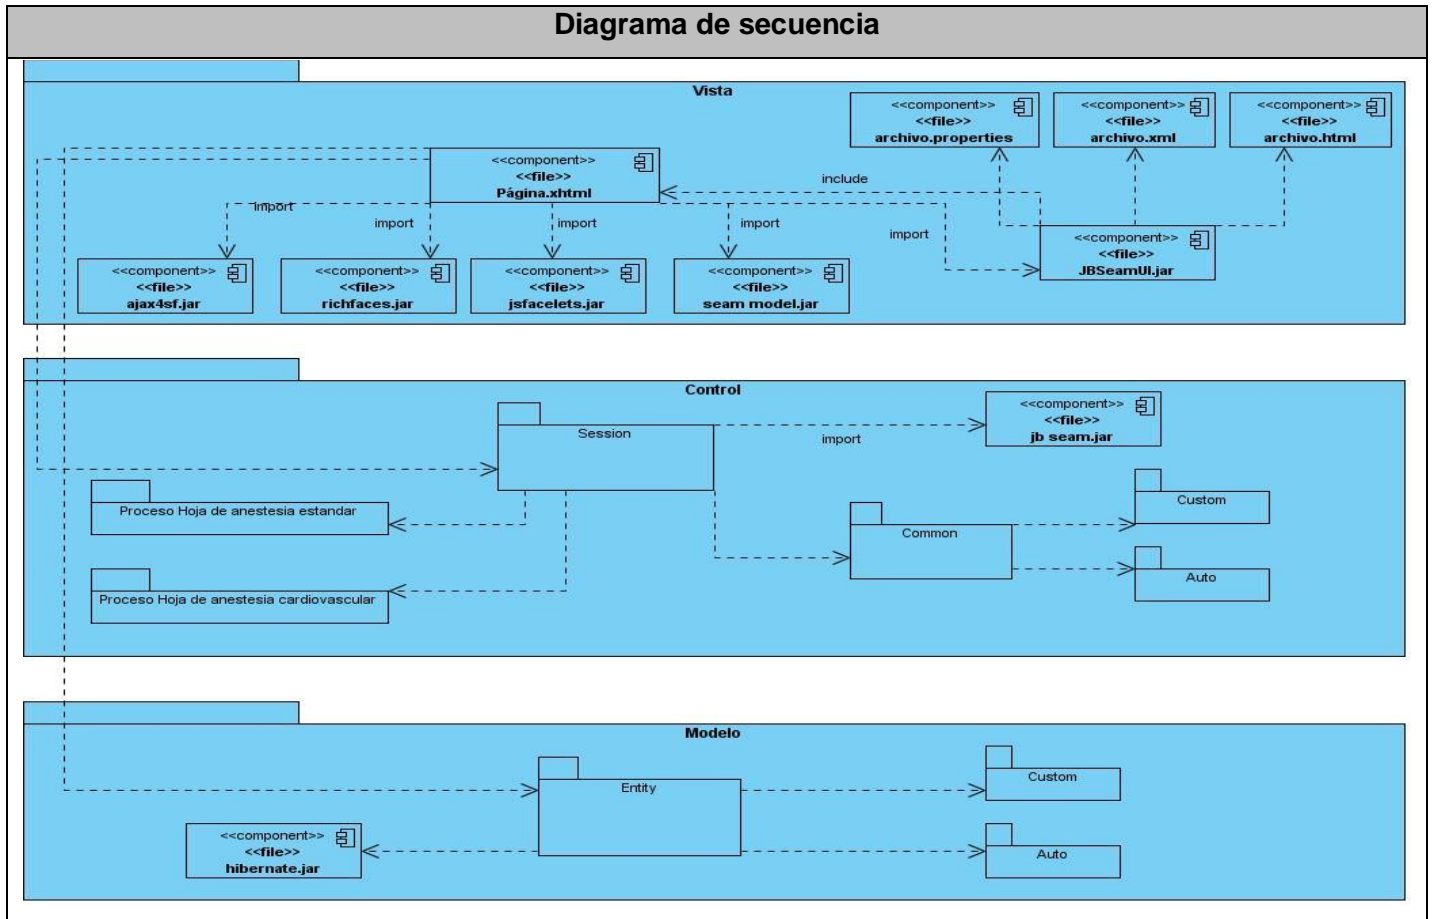 Diagrama de secuencia
Vista
<<component>>
<<file>>
archivo.properties
<<component>>
<<file>>
archivo.xml
<<component>>
<<file>>
archivo.html
<<component>>
<<file>>
Página.xhtml
include
import
import
import
import
import
<<component>>
<<file>>
ajax4sf.jar
<<component>>
<<file>>
richfaces.jar
<<component>>
<<file>>
jsfacelets.jar
<<component>>
<<file>>
seam model.jar
<<component>>
<<file>>
JBSeamUI.jar
Control
Session
import
<<component>>
<<file>>
jb seam.jar
Proceso Hoja de anestesia estandar
Common
Custom
Auto
Proceso Hoja de anestesia cardiovascular
Modelo
Entity
Custom
Auto
<<component>>
<<file>>
hibernate.jar